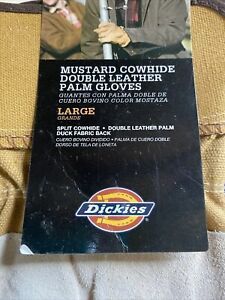 MUSTARD COWHIDE
DOUBLE LEATHER
PALM GLOVES
GUANTES CON PALMA DOBLE DE
CUERO BOVINO COLOR MOSTAZA
LARGE
GRANDE
SPLIT COWHIDE • DOUBLE LEATHER PALM
DUCK FABRIC BACK
CUERO BOVINO DIVIDIDO • PALMA DE CUERO DOBLE
DORSO DE TELA DE LONETA
Dickies